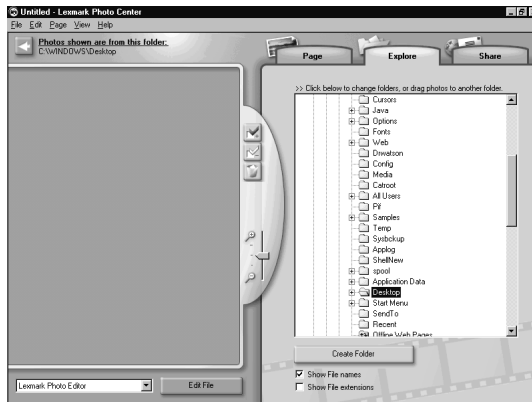 Untitled - Lexmark Photo Center
File Edit Page View Help
Photos shown are from this folder:
C:\WINDOWS\Desktop
Page Explore Share
>> Click below to change folders, or drag photos to another folder.
Cursors
Java
Options
Fonts
Web
Drwatson
Config
Media
Catroot
All Users
Pif
Samples
Temp
Sysbckup
Applog
ShellNew
spool
Application Data
Desktop
Start Menu
SendTo
Recent
Offline Web Pages
Create Folder
Show File names
Show File extensions
Lexmark Photo Editor
Edit File